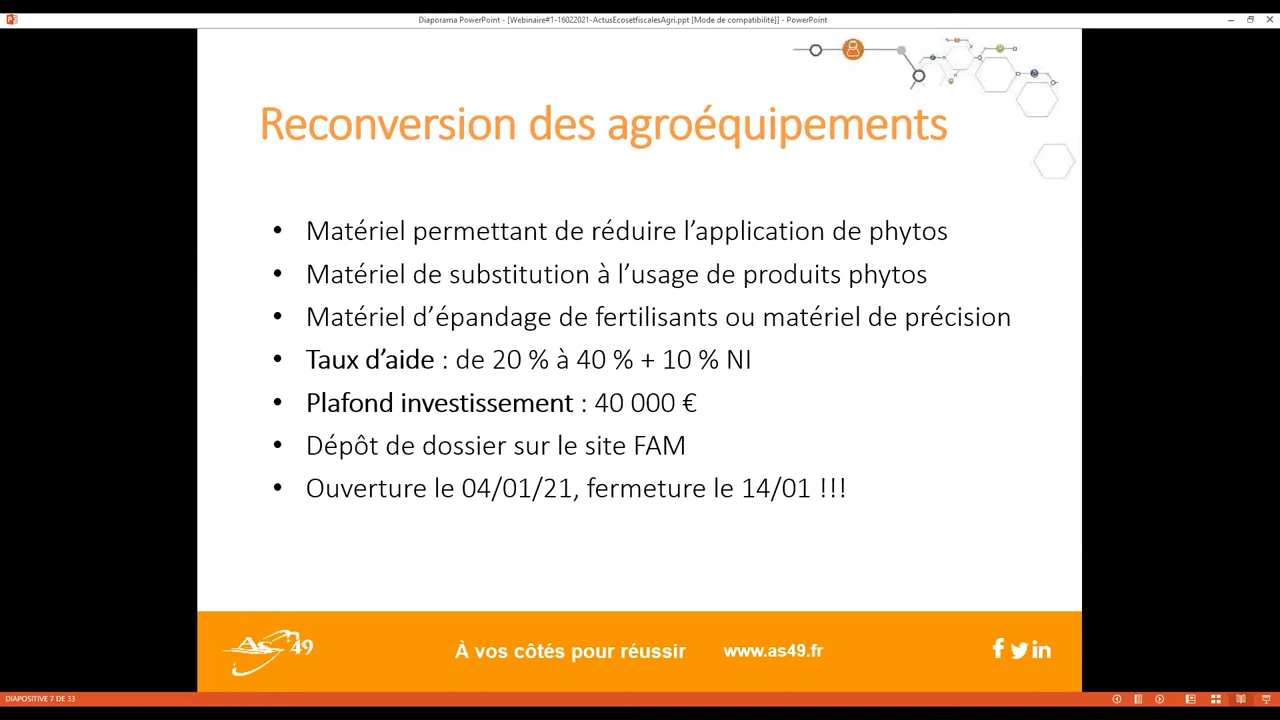 Diaporama PowerPoint - [Webinaire#1-16022021-ActusEcosetfiscalesAgri.ppt [Mode de compatibilité]] - PowerPoint
Reconversion des agroéquipements
• Matériel permettant de réduire l’application de phytos
• Matériel de substitution à l’usage de produits phytos
• Matériel d’épandage de fertilisants ou matériel de précision
• Taux d’aide : de 20 % à 40 % + 10 % NI
• Plafond investissement : 40 000 €
• Dépôt de dossier sur le site FAM
• Ouverture le 04/01/21, fermeture le 14/01 !!!
As 49
À vos côtés pour réussir
www.as49.fr
DIAPOSITIVE 7 DE 33